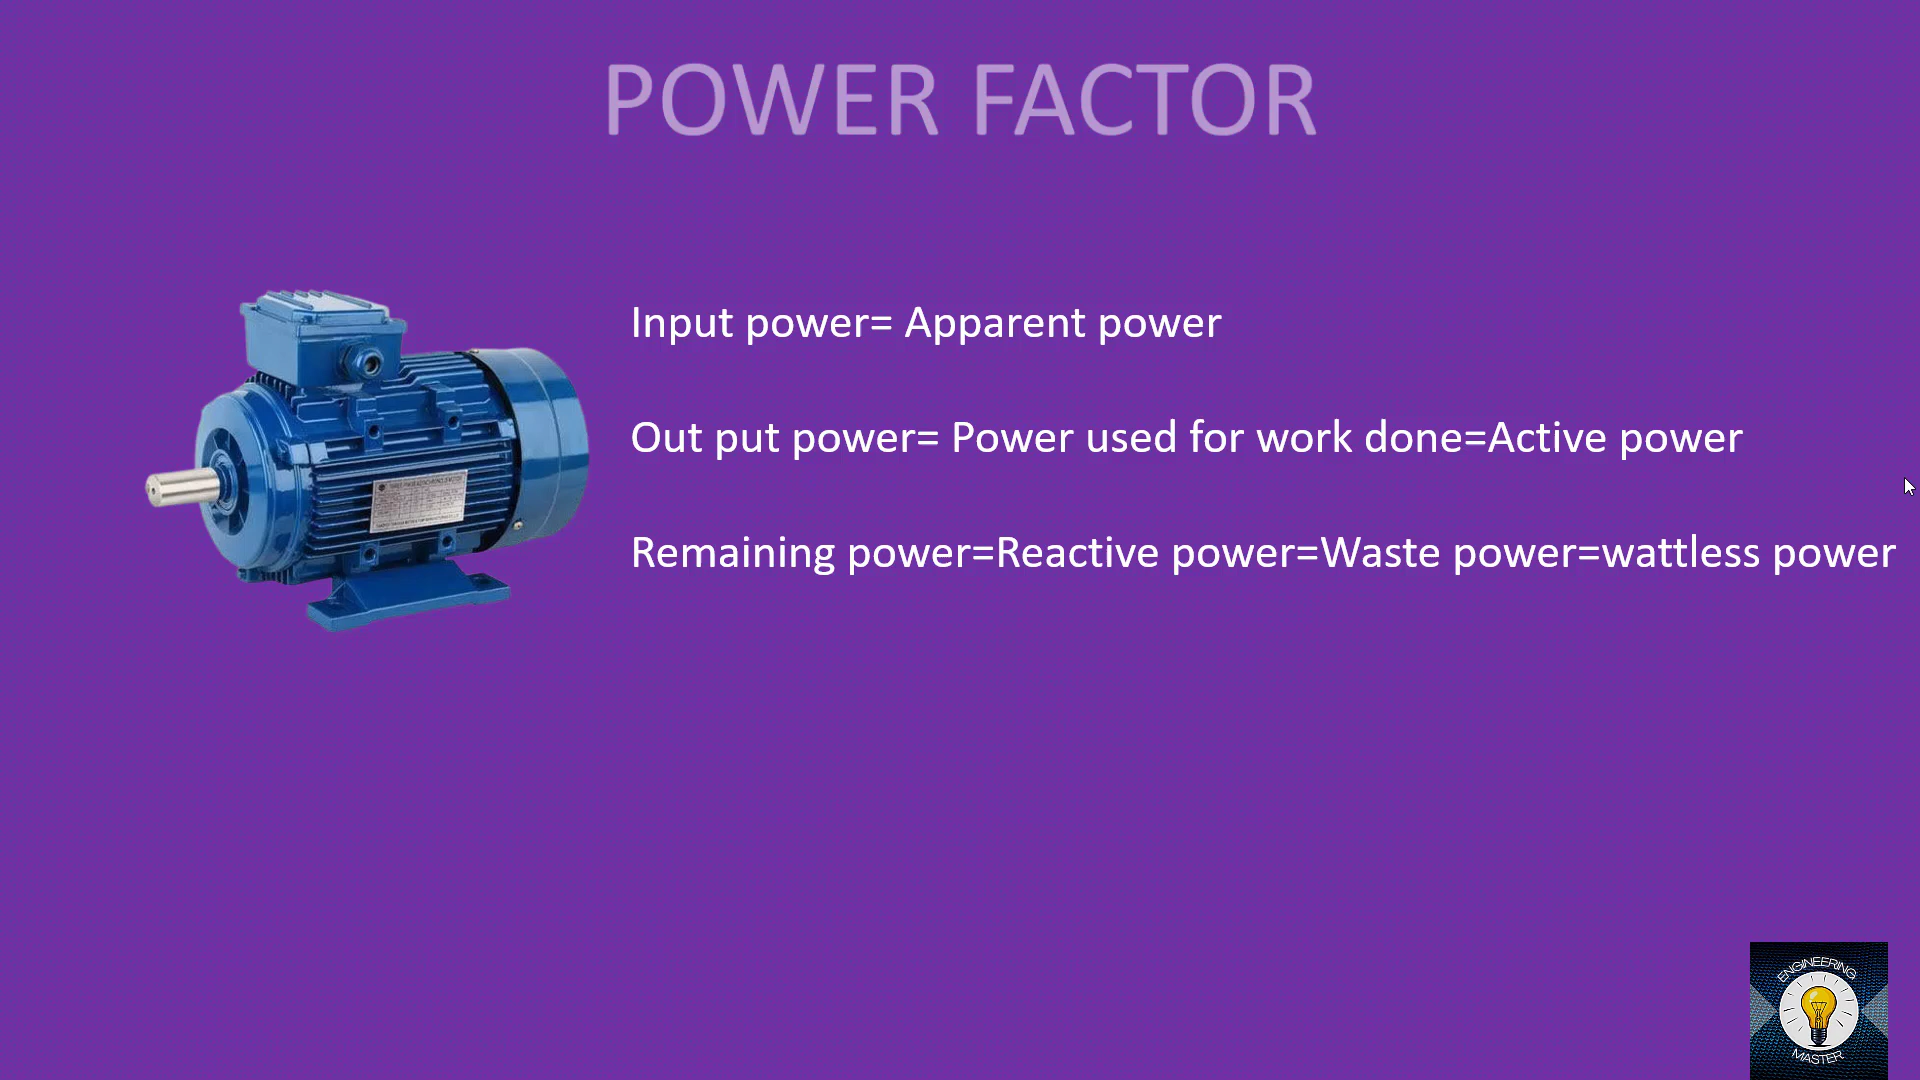 POWER FACTOR
Input power= Apparent power
Out put power= Power used for work done=Active power
Remaining power=Reactive power=Waste power=wattless power
ENGINEERING
MASTER